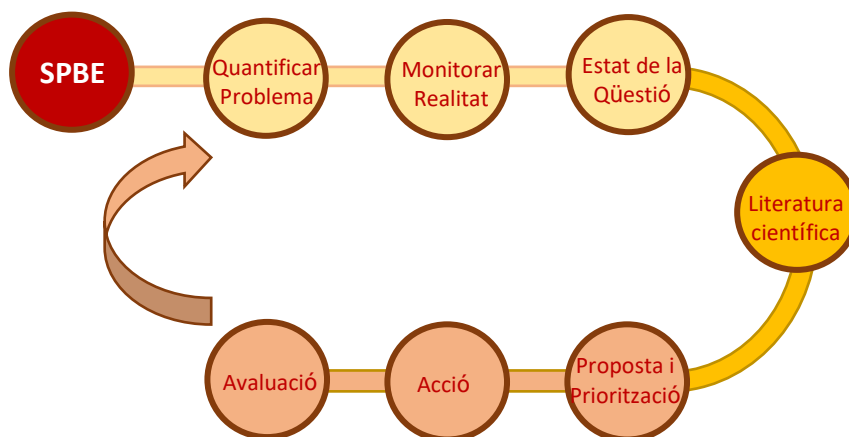 SPBE
Quantificar
Problema
Monitorar
Realitat
Estat de la
Qüestió
Literatura
científica
Proposta i
Priorització
Acció
Avaluació